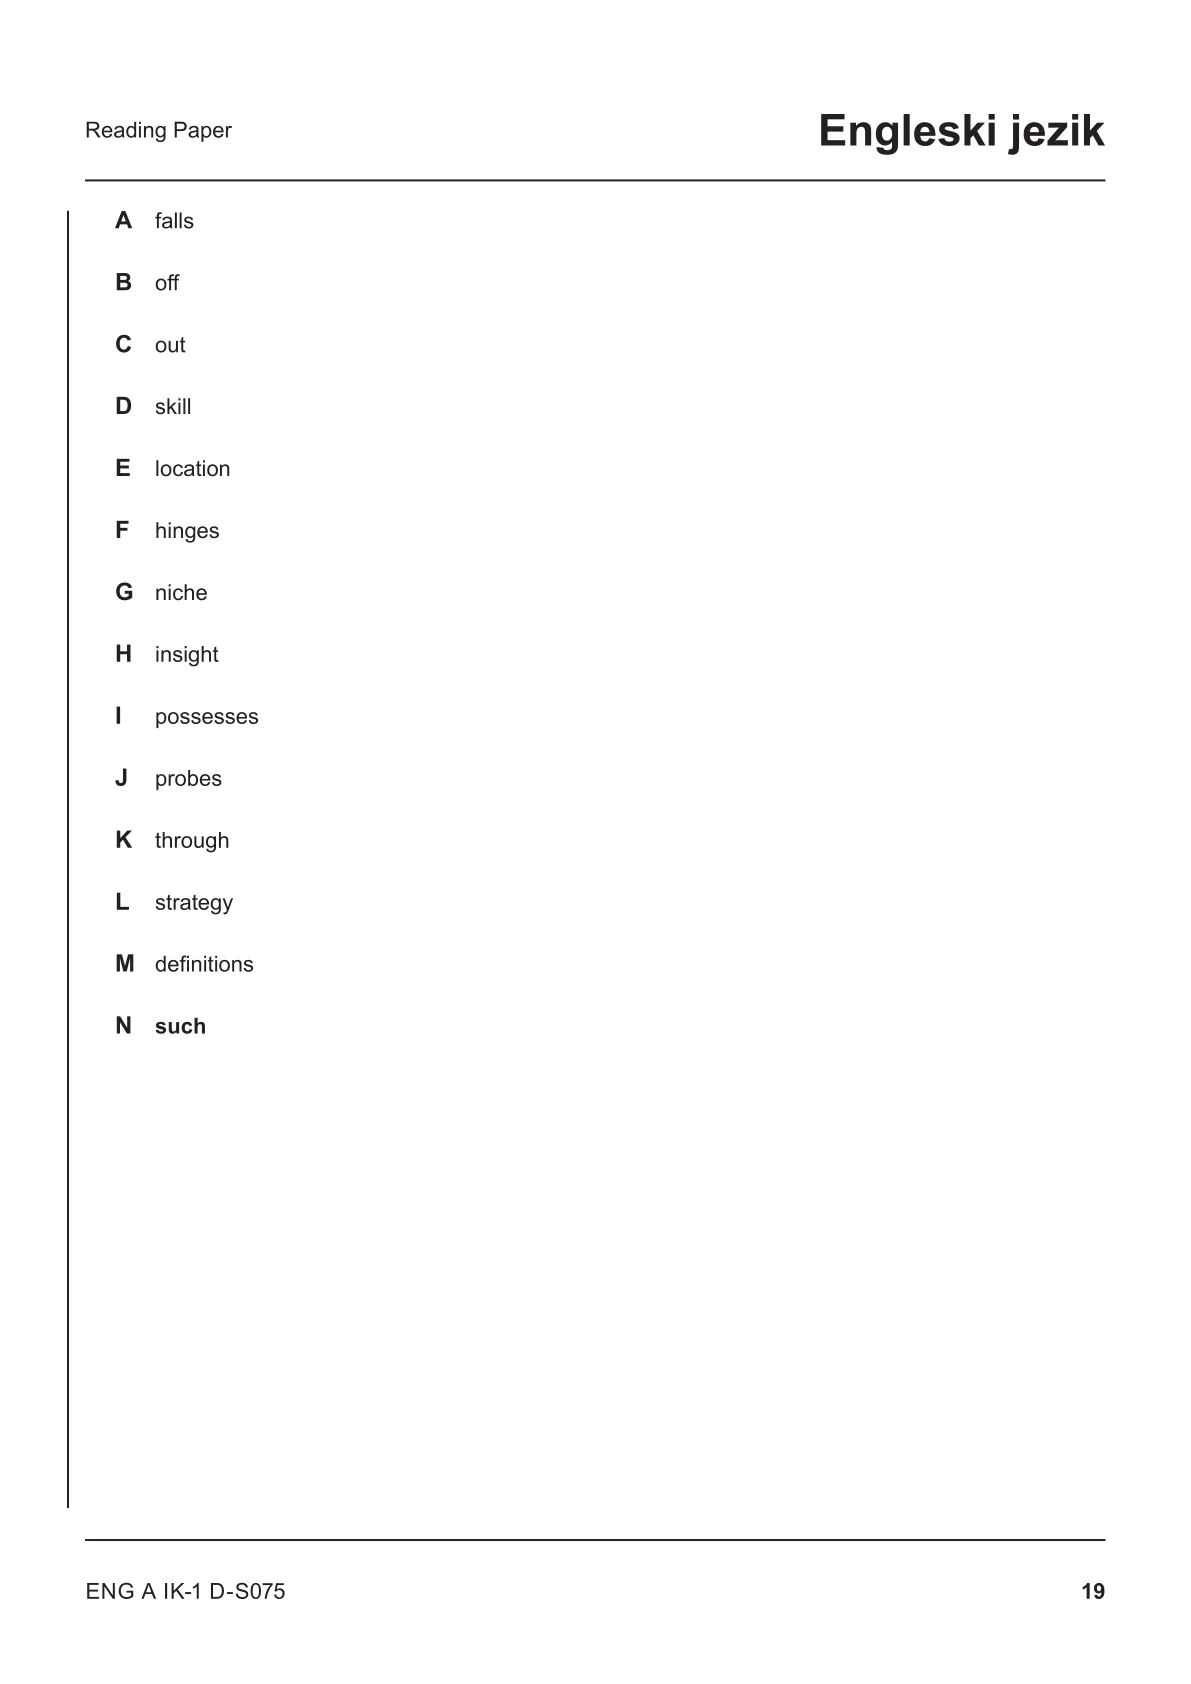 Reading Paper
Engleski jezik
A falls
B off
C out
D skill
E location
F hinges
G niche
H insight
I possesses
J probes
K through
L strategy
M definitions
N such
ENG A IK-1 D-S075
19